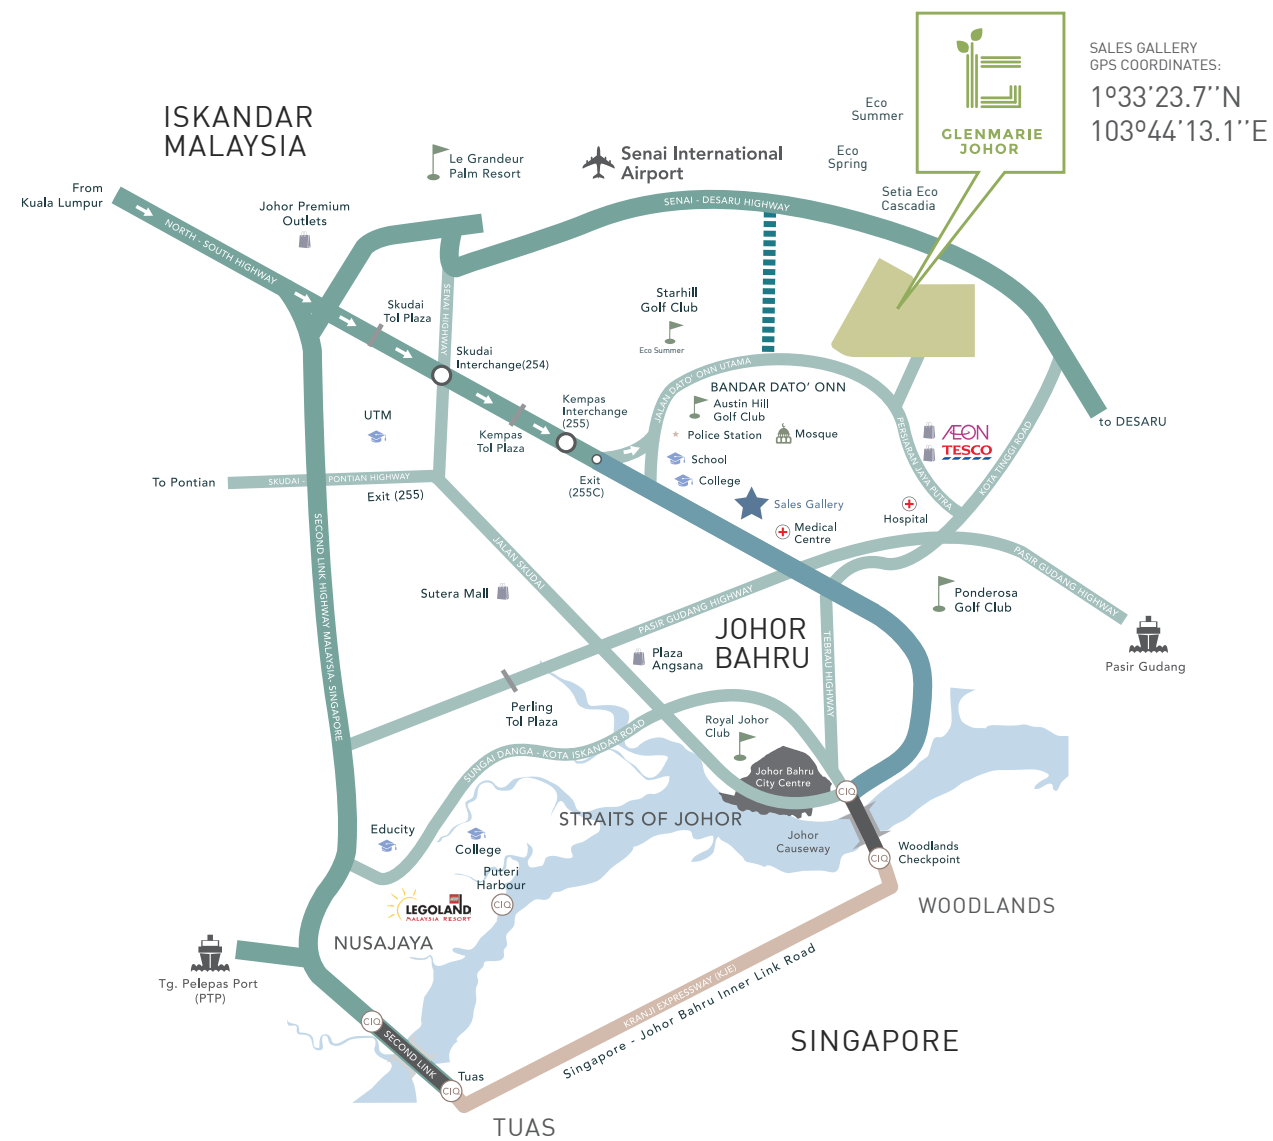 SALES GALLERY
GPS COORDINATES:
1º33’23.7’’N
103º44’13.1’’E
GLENMARIE
JOHOR
Eco
Summer
Eco
Spring
Setia Eco
Cascadia
ISKANDAR
MALAYSIA
Le Grandeur
Palm Resort
Senai International
Airport
From
Kuala Lumpur
Johor Premium
Outlets
NORTH - SOUTH HIGHWAY
SENAI - DESARU HIGHWAY
SENAI HIGHWAY
Skudai
Tol Plaza
Starhill
Golf Club
Eco Summer
Skudai
Interchange(254)
JALAN DATO’ ONN UTAMA
BANDAR DATO’ ONN
Kempas
Interchange
(255)
Austin Hill
Golf Club
UTM
Kempas
Tol Plaza
Police Station
Mosque
PERSIARAN JAYA PUTRA
ÆON
TESCO
KOTA TINGGI ROAD
to DESARU
School
College
To Pontian
SKUDAI - PONTIAN HIGHWAY
Exit (255)
Exit
(255C)
Sales Gallery
Medical
Centre
Hospital
SECOND LINK HIGHWAY MALAYSIA- SINGAPORE
JALAN SKUDAI
Sutera Mall
PASIR GUDANG HIGHWAY
PASIR GUDANG HIGHWAY
Ponderosa
Golf Club
JOHOR
BAHRU
Plaza
Angsana
TEBRAU HIGHWAY
Pasir Gudang
Perling
Tol Plaza
Royal Johor
Club
SUNGAI DANGA - KOTA ISKANDAR ROAD
Johor Bahru
City Centre
CIQ
STRAITS OF JOHOR
Educity
College
Johor
Causeway
Woodlands
Checkpoint
CIQ
Puteri
Harbour
CIQ
LEGO
LEGOLAND
MALAYSIA RESORT
WOODLANDS
NUSAJAYA
Tg. Pelepas Port
(PTP)
KRANJI EXPRESSWAY (KJE)
Singapore - Johor Bahru Inner Link Road
CIQ
SECOND LINK
SINGAPORE
Tuas
CIQ
TUAS